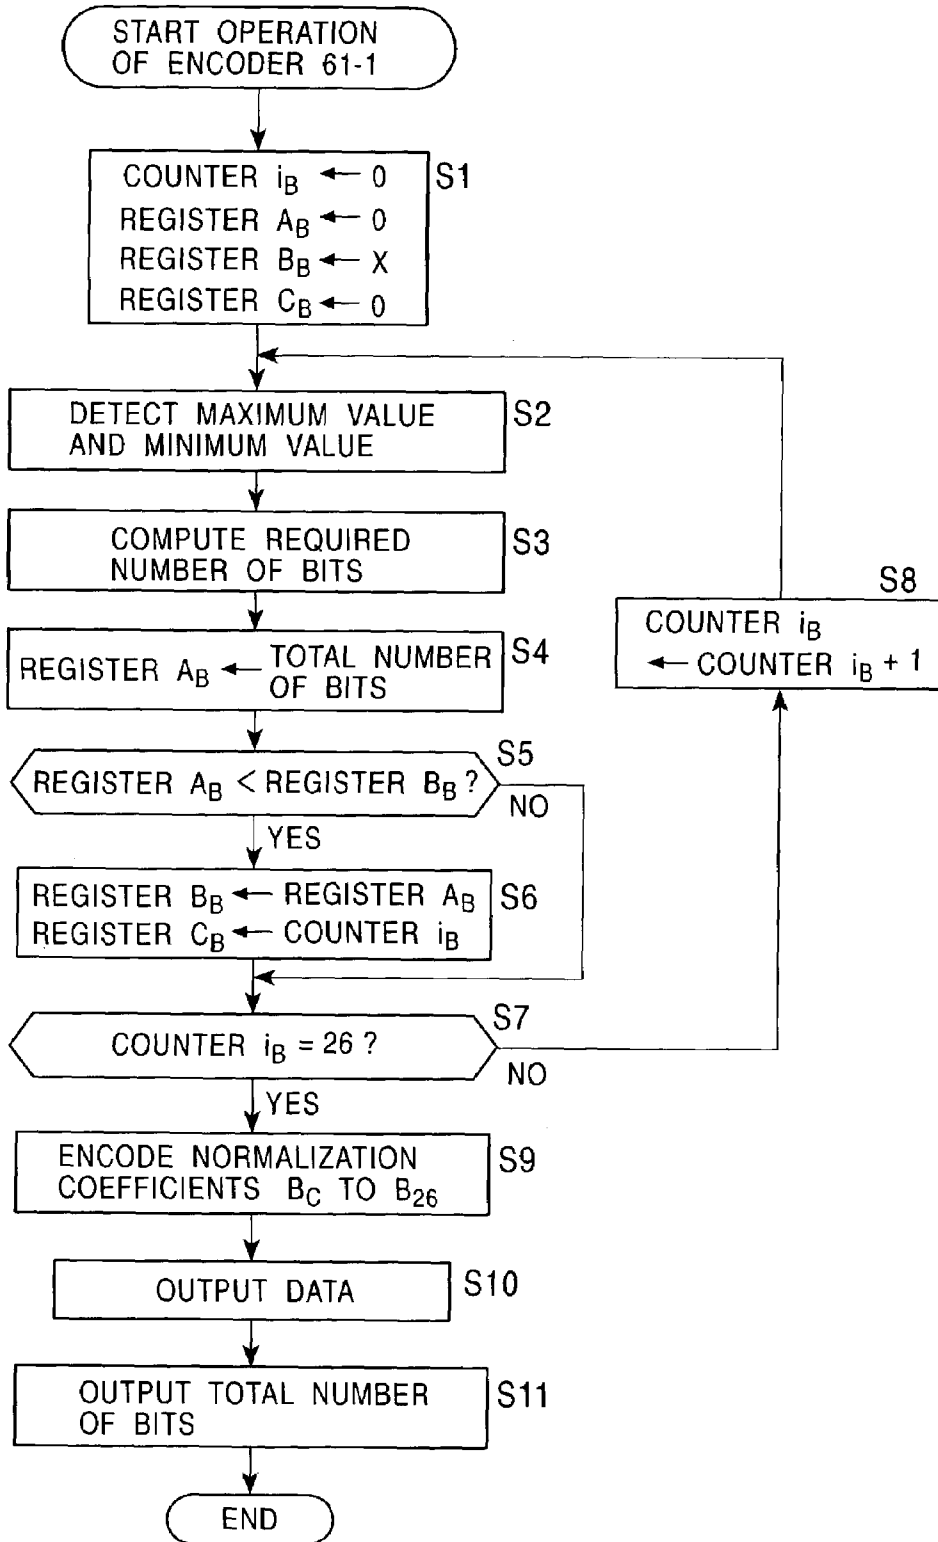 START OPERATION
OF ENCODER 61-1
COUNTER iB ← 0
S1
REGISTER AB ← 0
REGISTER BB ← X
REGISTER CB ← 0
DETECT MAXIMUM VALUE
AND MINIMUM VALUE
S2
COMPUTE REQUIRED
NUMBER OF BITS
S3
REGISTER AB ← TOTAL NUMBER
OF BITS
S4
REGISTER AB < REGISTER BB ?
S5
NO
YES
REGISTER BB ← REGISTER AB
REGISTER CB ← COUNTER iB
S6
COUNTER iB = 26 ?
S7
NO
YES
S8
COUNTER iB
← COUNTER iB + 1
ENCODE NORMALIZATION
COEFFICIENTS BC TO B26
S9
OUTPUT DATA
S10
OUTPUT TOTAL NUMBER
OF BITS
S11
END